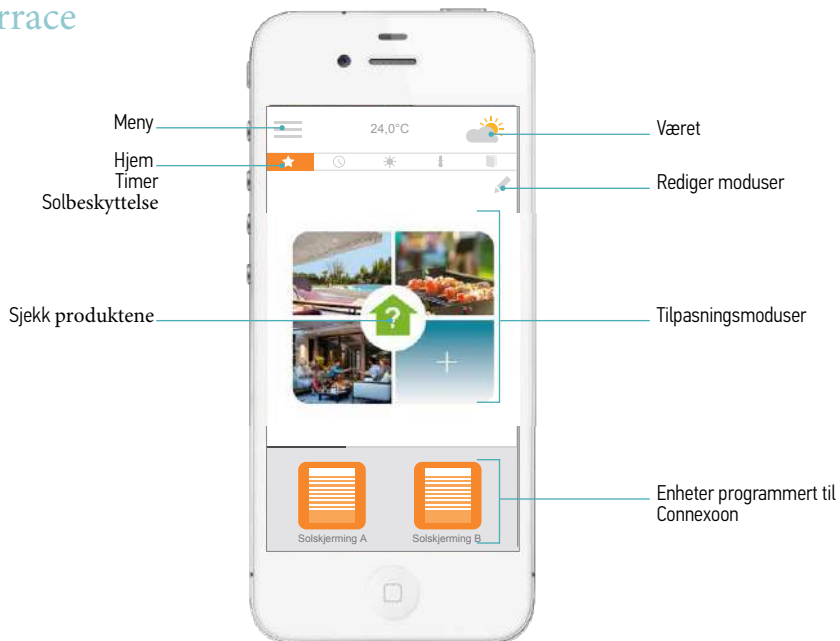 rrace
Meny
Hjem
Timer
Solbeskyttelse
Sjekk produktene
24,0°C
?
+
Solskjerming A
Solskjerming B
Været
Rediger moduser
Tilpasningsmoduser
Enheter programmert til
Connexoon